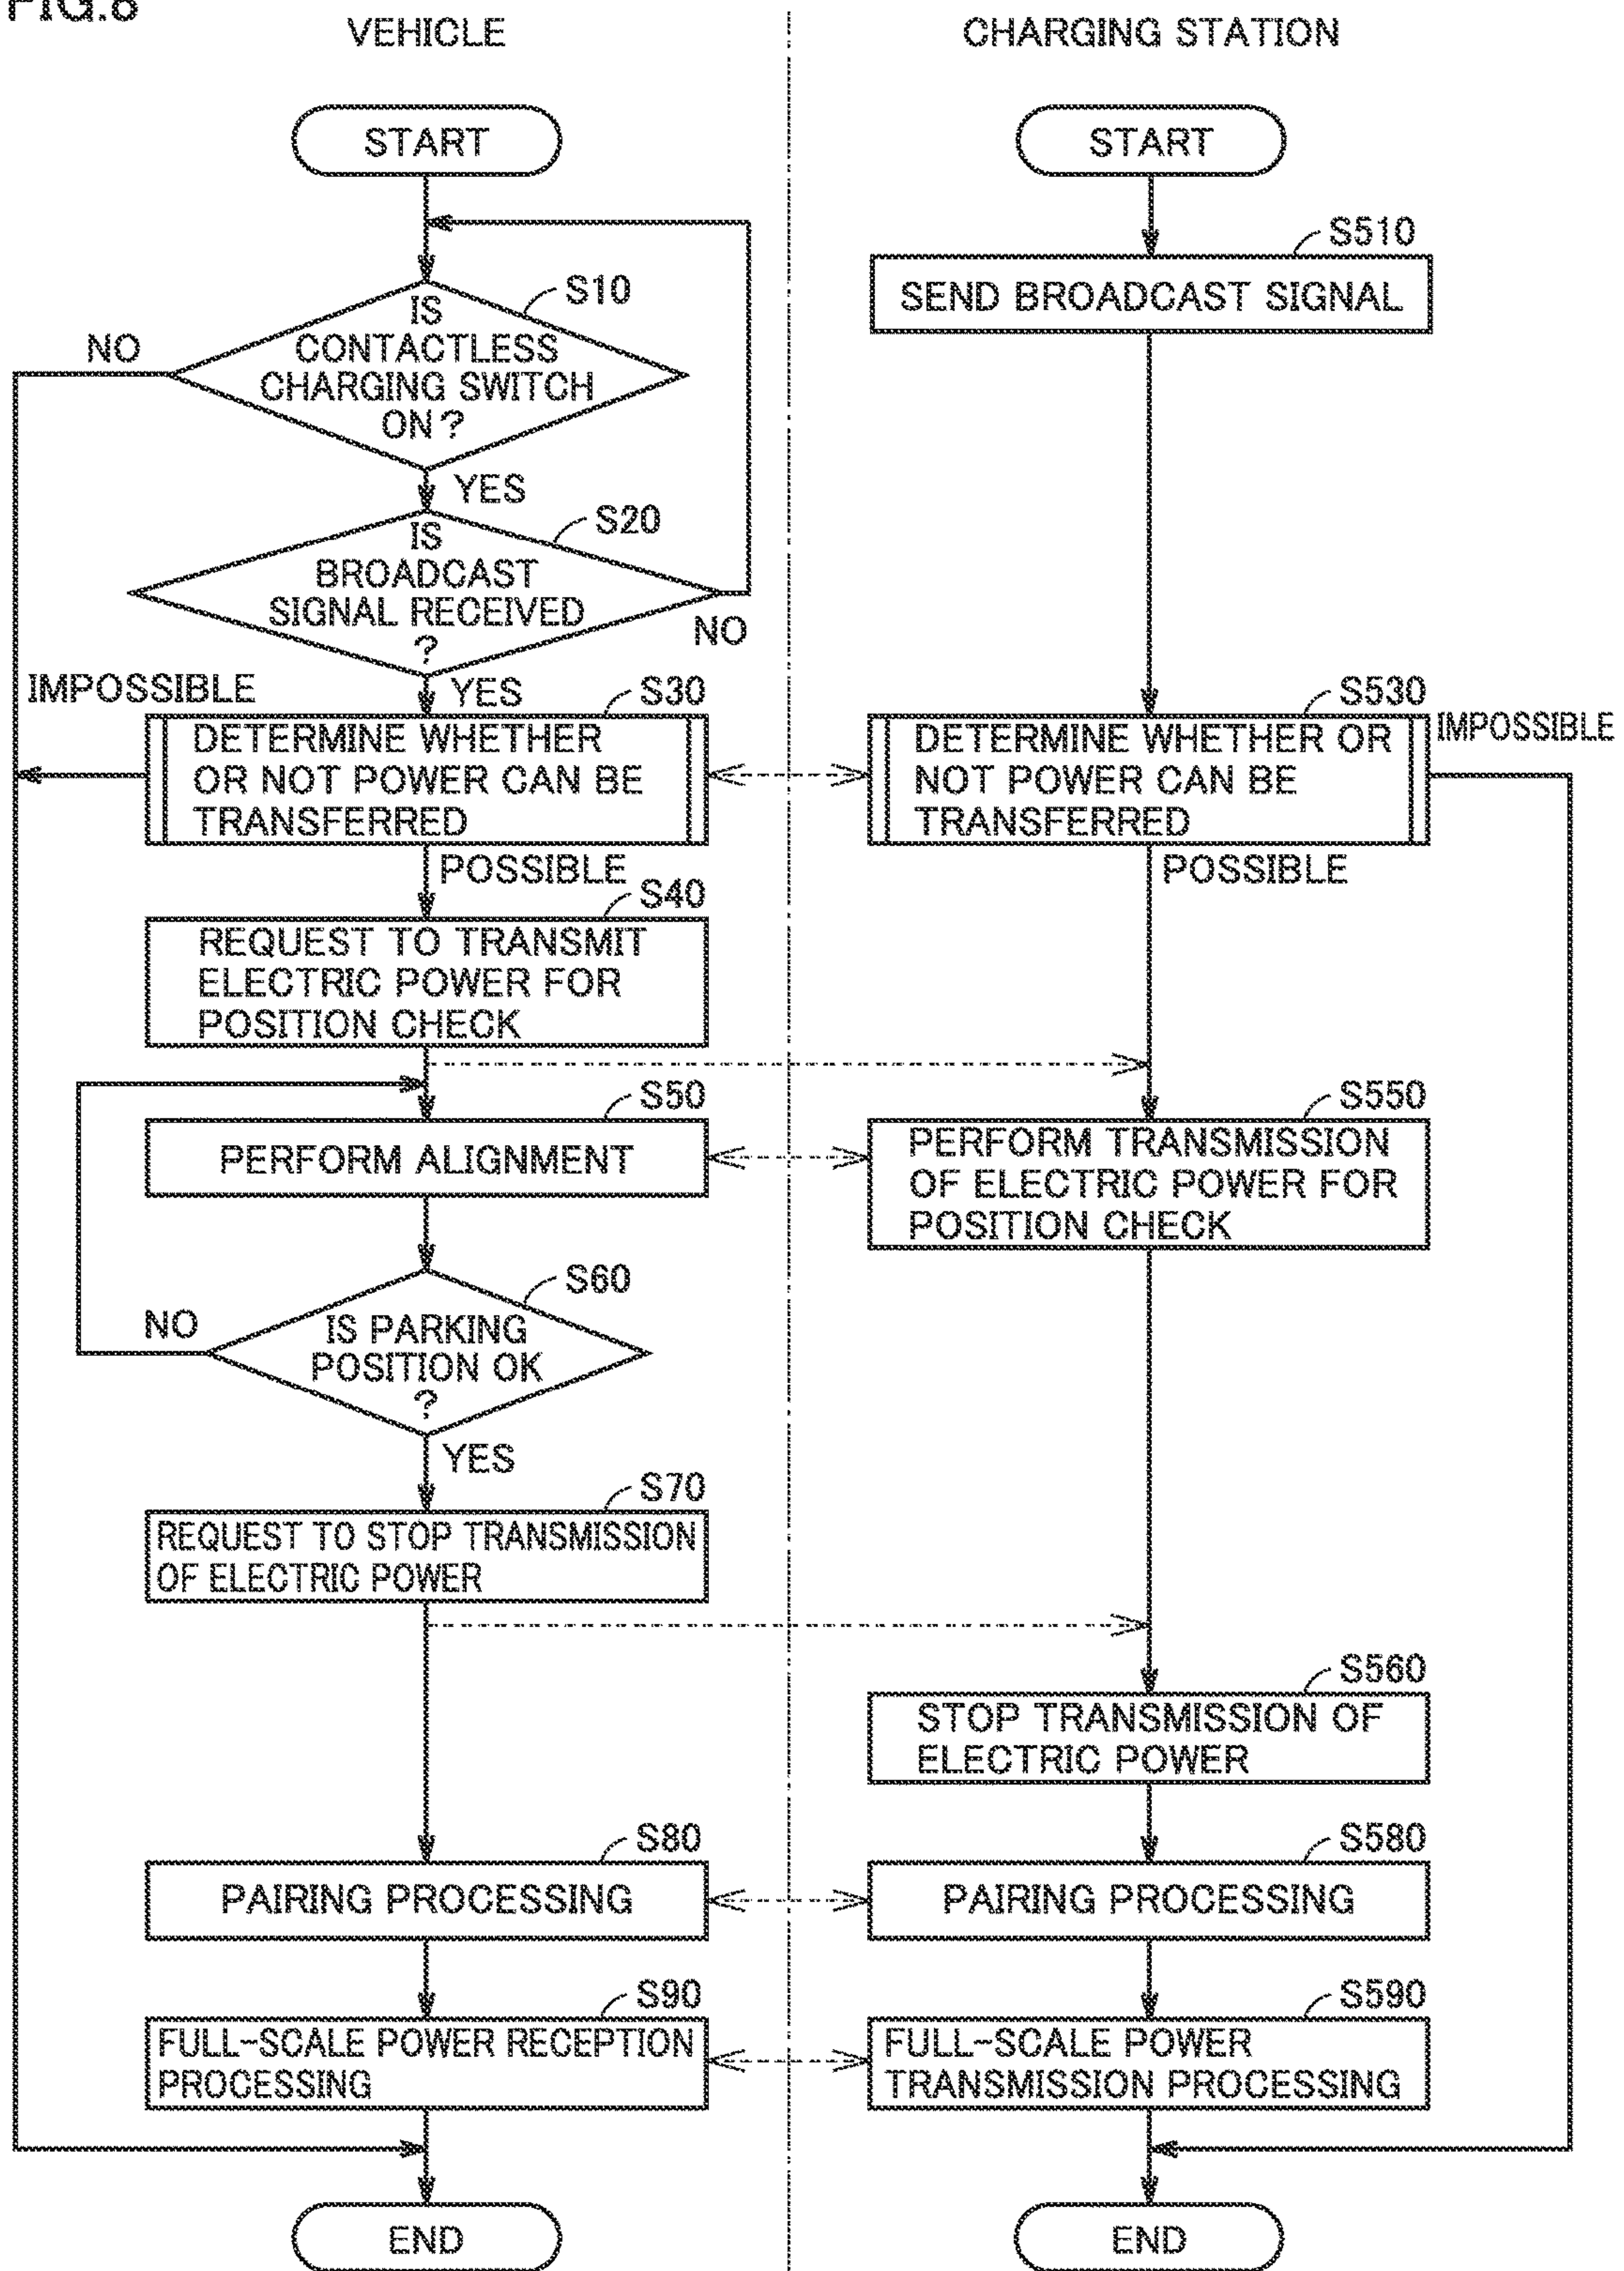 FIG.8
VEHICLE
CHARGING STATION
START
START
S510
SEND BROADCAST SIGNAL
S10
IS
CONTACTLESS
CHARGING SWITCH
ON ?
NO
YES
S20
IS
BROADCAST
SIGNAL RECEIVED
?
NO
YES
IMPOSSIBLE
S30
DETERMINE WHETHER
OR NOT POWER CAN BE
TRANSFERRED
POSSIBLE
S530
IMPOSSIBLE
DETERMINE WHETHER OR
NOT POWER CAN BE
TRANSFERRED
POSSIBLE
S40
REQUEST TO TRANSMIT
ELECTRIC POWER FOR
POSITION CHECK
S50
PERFORM ALIGNMENT
S550
PERFORM TRANSMISSION
OF ELECTRIC POWER FOR
POSITION CHECK
S60
NO
IS PARKING
POSITION OK
?
YES
S70
REQUEST TO STOP TRANSMISSION
OF ELECTRIC POWER
S560
STOP TRANSMISSION OF
ELECTRIC POWER
S80
PAIRING PROCESSING
S580
PAIRING PROCESSING
S90
FULL-SCALE POWER RECEPTION
PROCESSING
S590
FULL-SCALE POWER
TRANSMISSION PROCESSING
END
END